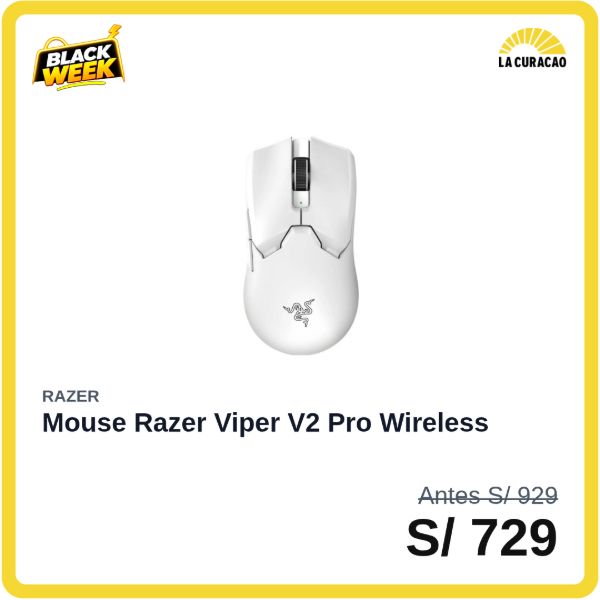 BLACK
WEEK
LA CURACAO
RAZER
Mouse Razer Viper V2 Pro Wireless
Antes S/ 929
S/ 729